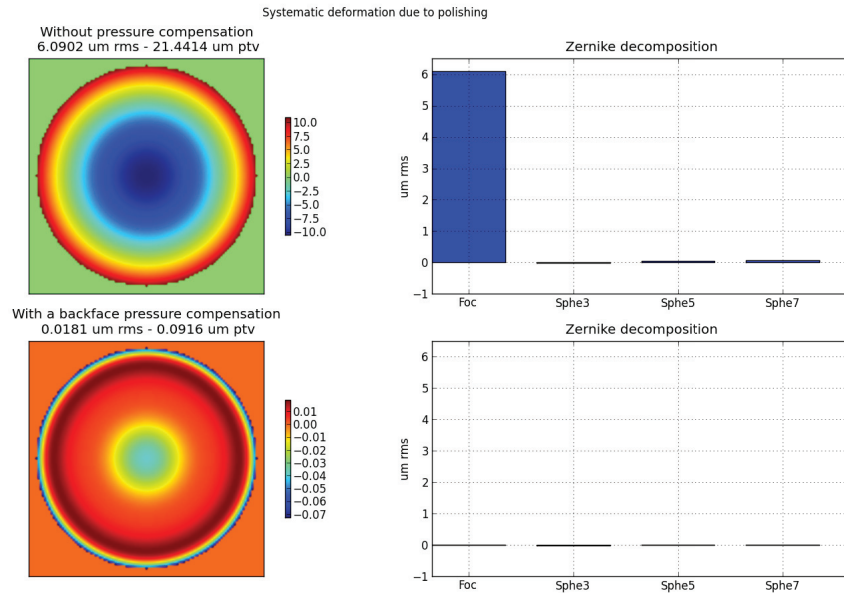 Systematic deformation due to polishing
Without pressure compensation
6.0902 um rms - 21.4414 um ptv
10.0
7.5
5.0
2.5
0.0
−2.5
−5.0
−7.5
−10.0
Zernike decomposition
um rms
6
5
4
3
2
1
0
−1
Foc
Sphe3
Sphe5
Sphe7
With a backface pressure compensation
0.0181 um rms - 0.0916 um ptv
0.01
0.00
−0.01
−0.02
−0.03
−0.04
−0.05
−0.06
−0.07
Zernike decomposition
um rms
6
5
4
3
2
1
0
−1
Foc
Sphe3
Sphe5
Sphe7